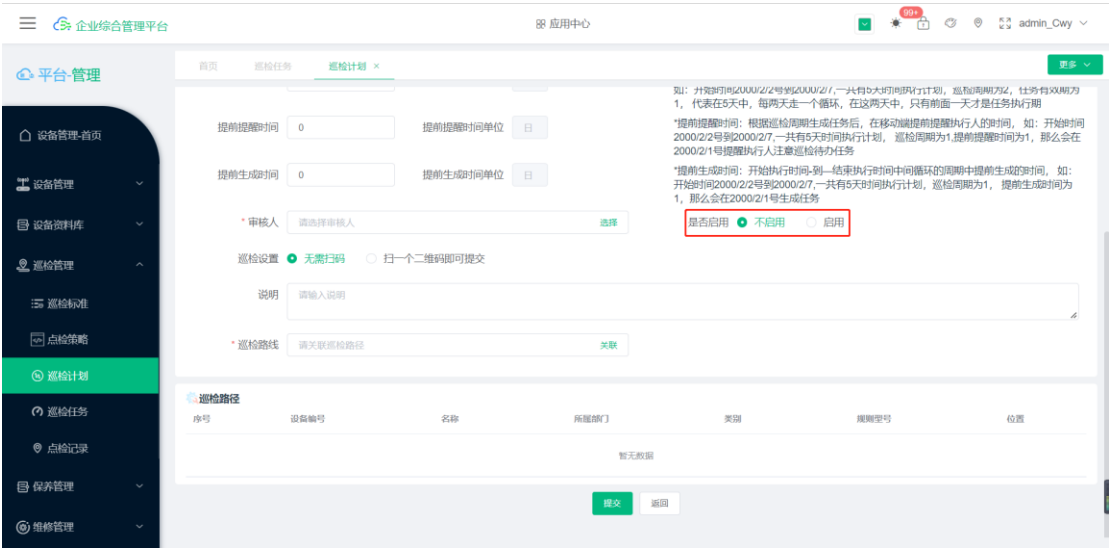 企业综合管理平台
应用中心
99+
admin_Cwy
平台-管理
首页
巡检任务
巡检计划 ×
更多
设备管理-首页
设备管理
设备资料库
巡检管理
巡检标准
点检策略
巡检计划
巡检任务
点检记录
保养管理
维修管理
如：开始时间2000/2/2号到2000/2/7,一共有5天时间执行计划，巡检周期为2，任务有效期为
1，代表在5天中，每两天走一个循环，在这两天中，只有前面一天才是任务执行期
提前提醒时间 0 提前提醒时间单位 日
*提前提醒时间：根据巡检周期生成任务后，在移动端提前提醒执行人的时间，如：开始时间
2000/2/2号到2000/2/7,一共有5天时间执行计划， 巡检周期为1,提前提醒时间为1，那么会在
2000/2/1号提醒执行人注意巡检待办任务
提前生成时间 0 提前生成时间单位 日
*提前生成时间：开始执行时间-到—结束执行时间中间循环的周期中提前生成的时间， 如：
开始时间2000/2/2号到2000/2/7,一共有5天时间执行计划，巡检周期为1， 提前生成时间为
1，那么会在2000/2/1号生成任务
* 审核人 请选择审核人 选择
是否启用 不启用 启用
巡检设置 无需扫码 扫一个二维码即可提交
说明 请输入说明
* 巡检路线 请关联巡检路径 关联
巡检路径
序号 设备编号 名称 所属部门 类别 规则型号 位置
暂无数据
提交 返回